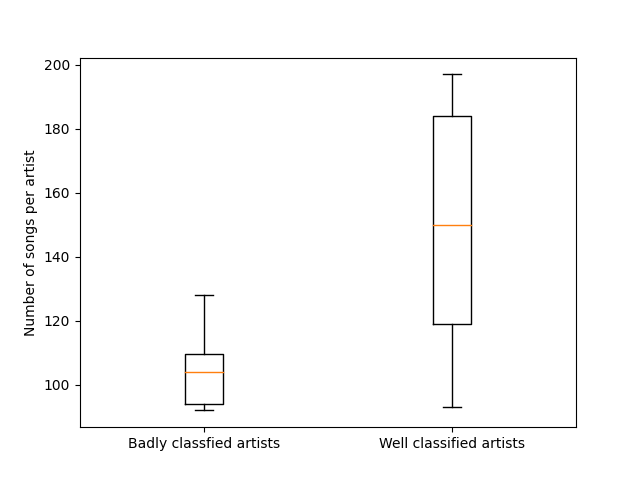 200
180
160
140
120
100
Number of songs per artist
Badly classfied artists
Well classified artists